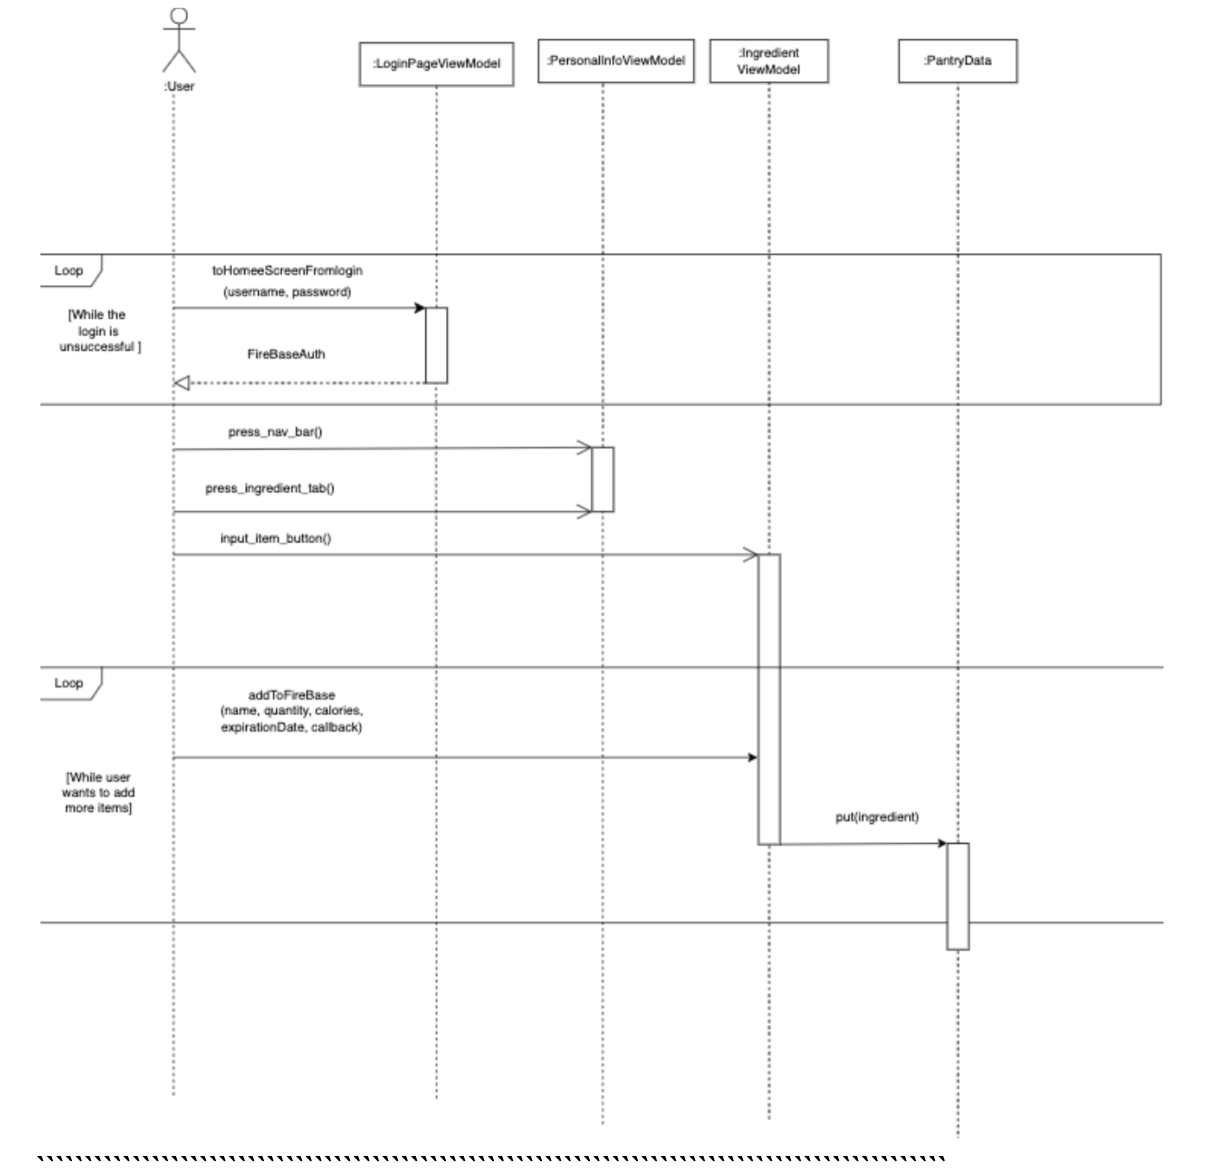 :User
:LoginPageViewModel
:PersonalInfoViewModel
:Ingredient
ViewModel
:PantryData
Loop
toHomeeScreenFromlogin
(username, password)
[While the
login is
unsuccessful ]
FireBaseAuth
press_nav_bar()
press_ingredient_tab()
input_item_button()
Loop
addToFireBase
(name, quantity, calories,
expirationDate, callback)
[While user
wants to add
more items]
put(ingredient)